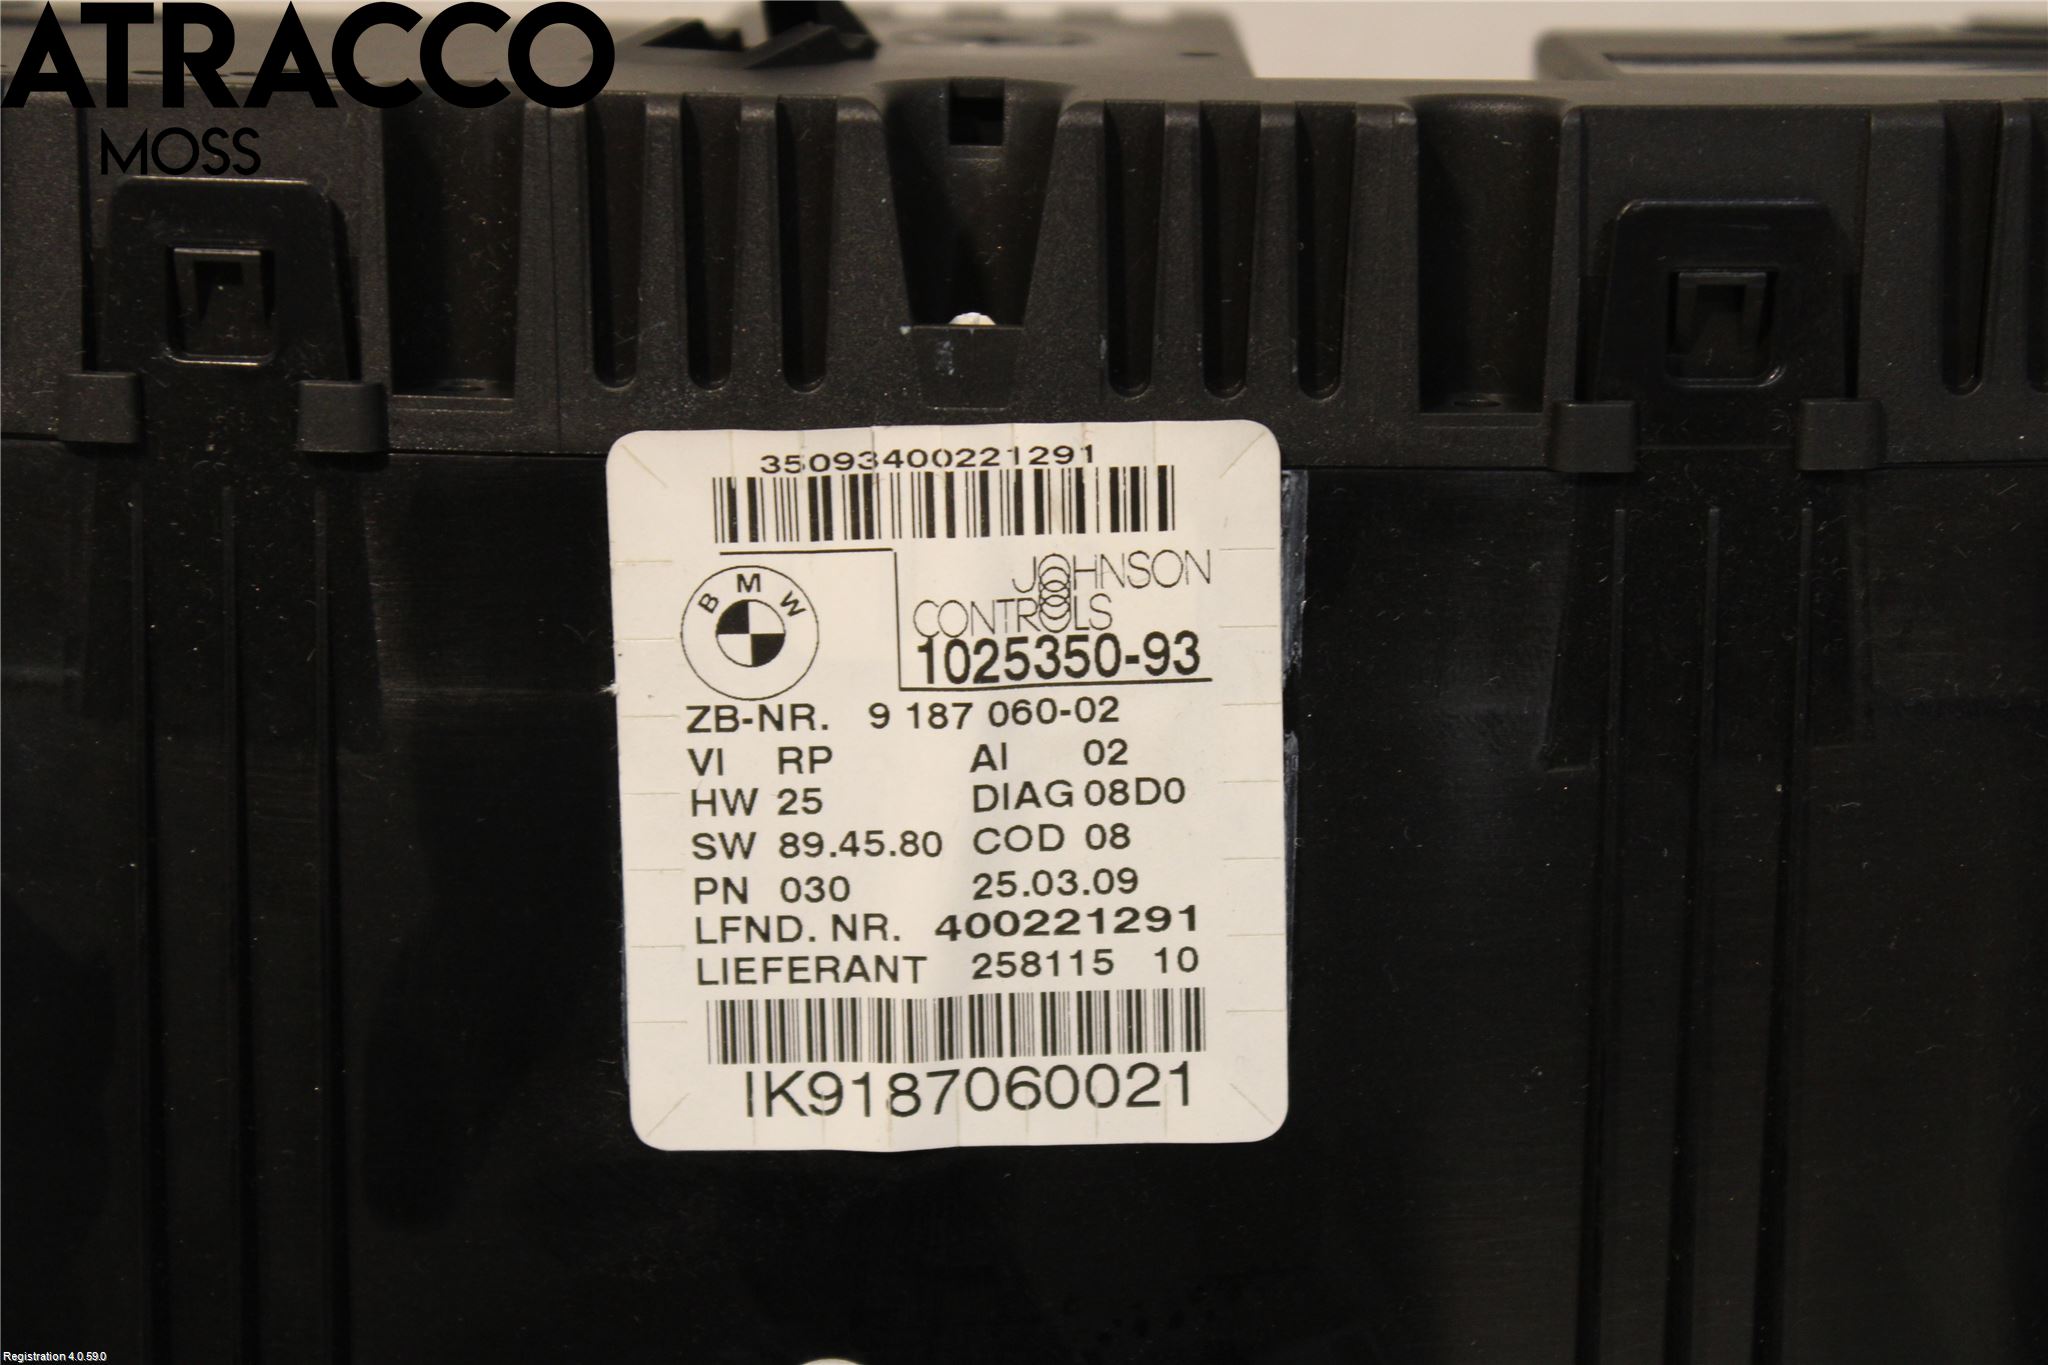 ATRACCO
MOSS
35093400221291
BMW
JOHNSON
CONTROLS
1025350-93
ZB-NR. 9 187 060-02
VI RP AI 02
HW 25 DIAG 08D0
SW 89.45.80 COD 08
PN 030 25.03.09
LFND. NR. 400221291
LIEFERANT 258115 10
IK9187060021
Registration 4.0.59.0